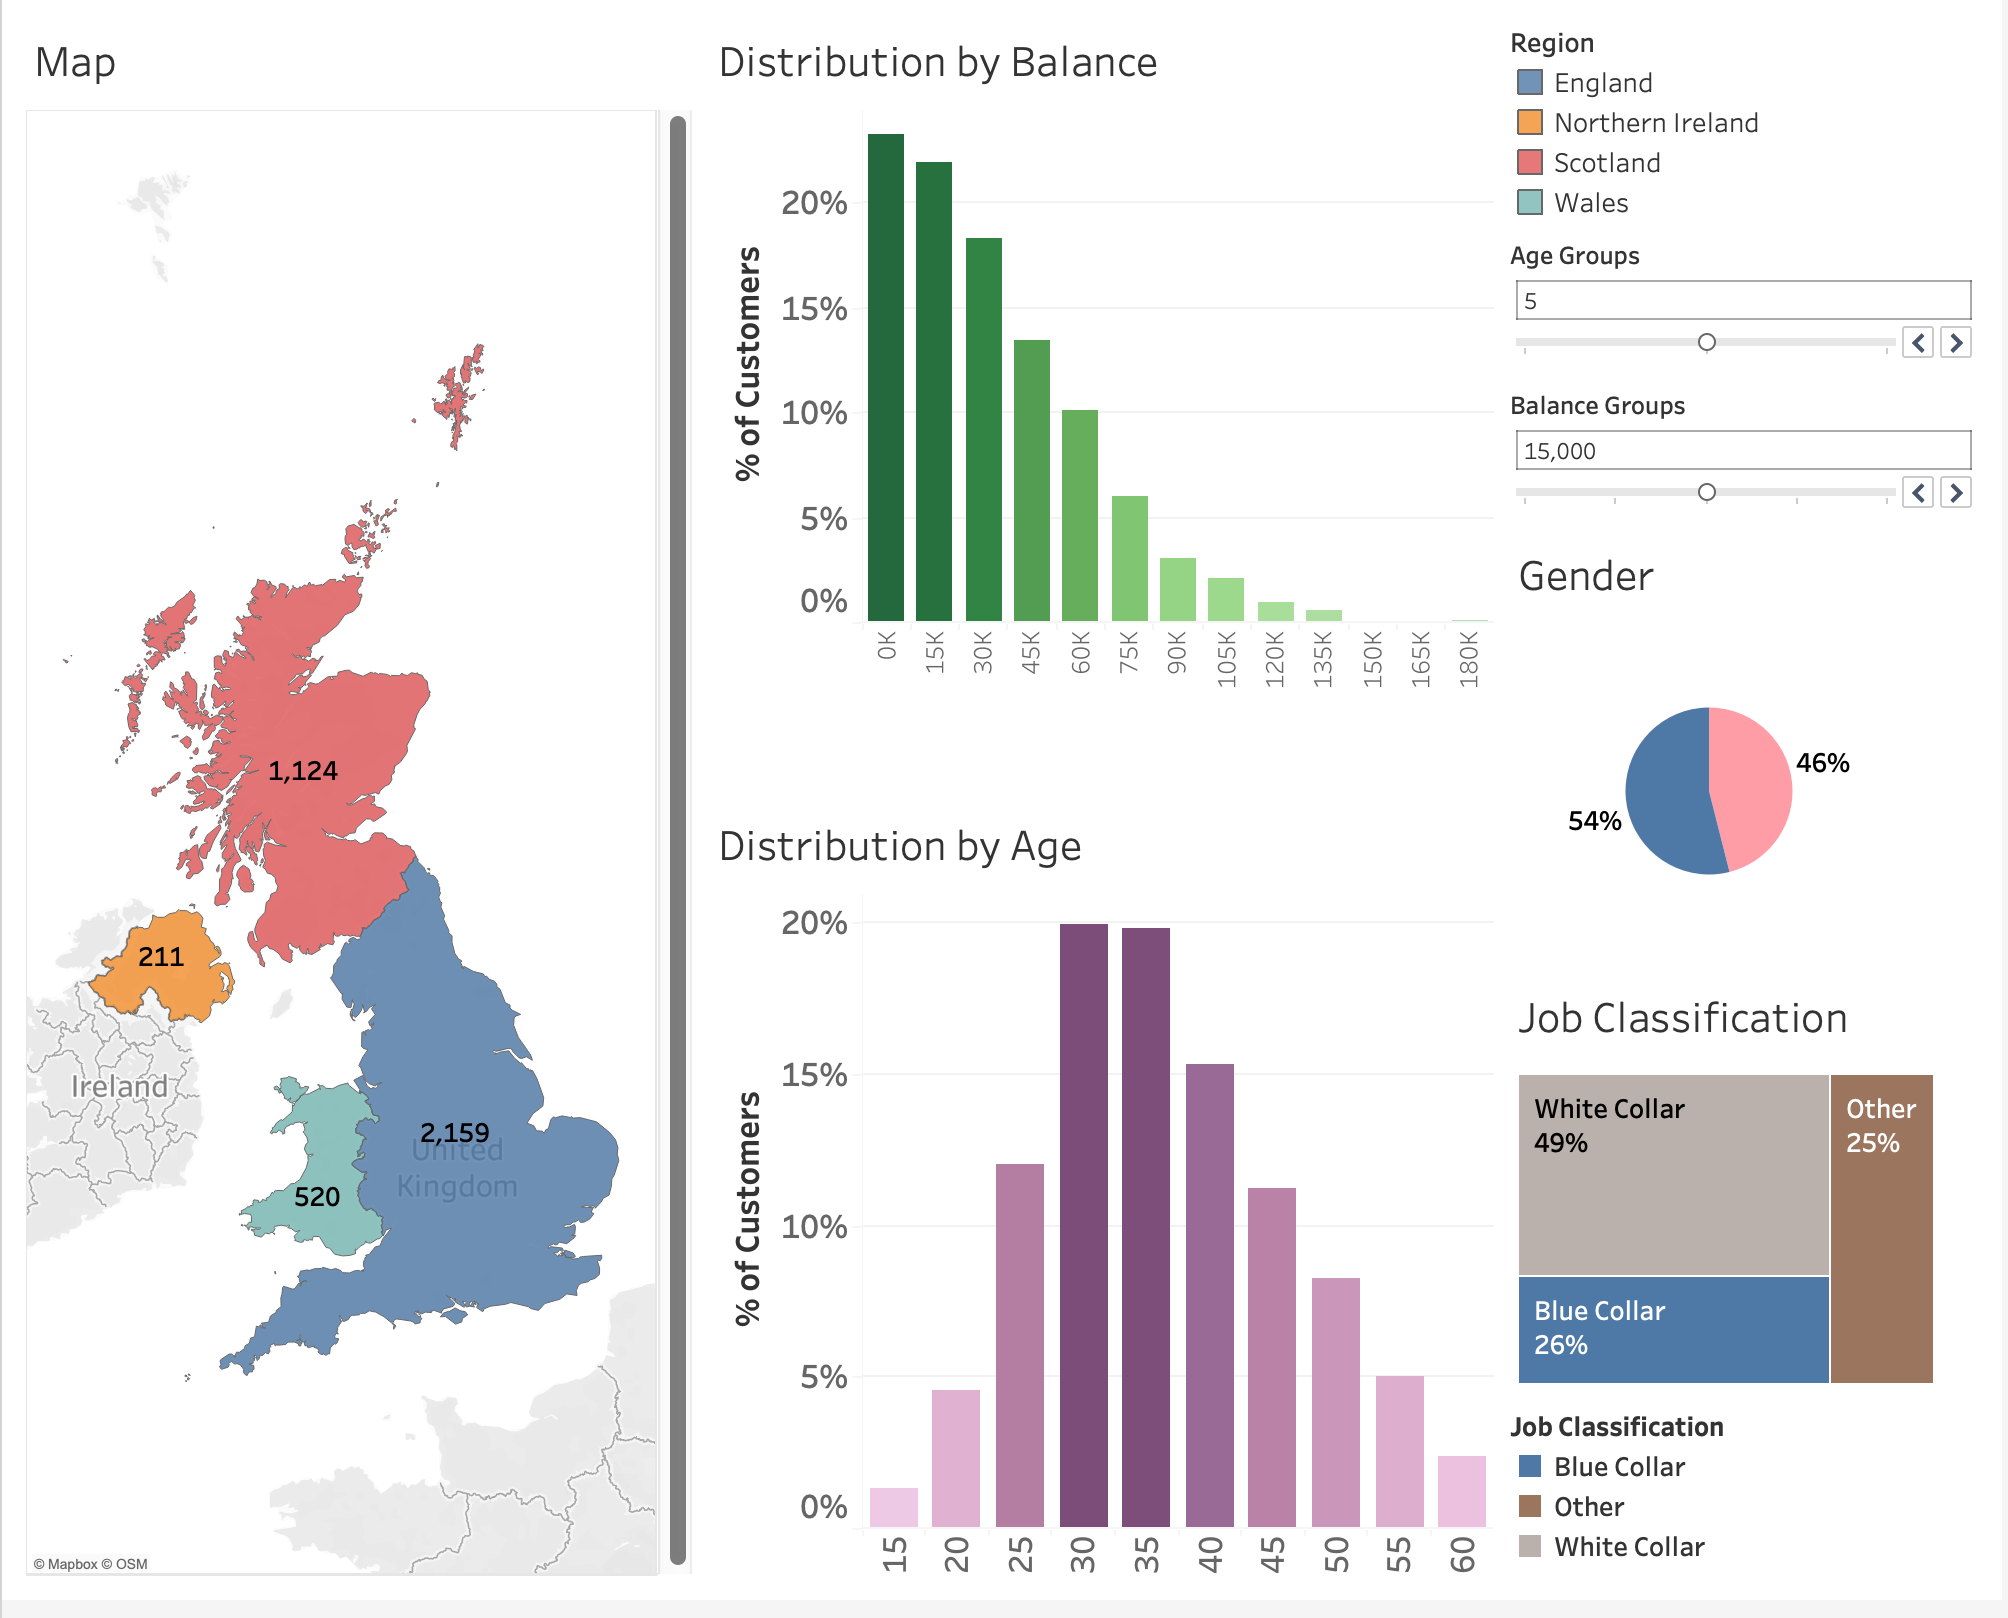 Map
1,124
211
Ireland
2,159
United
Kingdom
520
© Mapbox © OSM
Distribution by Balance
% of Customers
20%
15%
10%
5%
0%
0K
15K
30K
45K
60K
75K
90K
105K
120K
135K
150K
165K
180K
Distribution by Age
% of Customers
20%
15%
10%
5%
0%
15
20
25
30
35
40
45
50
55
60
Region
England
Northern Ireland
Scotland
Wales
Age Groups
5
Balance Groups
15,000
Gender
46%
54%
Job Classification
White Collar
49%
Other
25%
Blue Collar
26%
Job Classification
Blue Collar
Other
White Collar